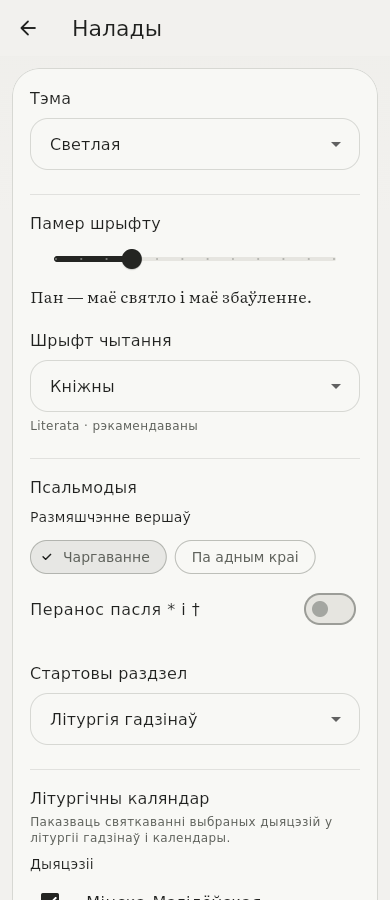 Налады
Тэма
Светлая
Памер шрыфту
Пан — маё святло і маё збаўленне.
Шрыфт чытання
Кніжны
Literata · рэкамендаваны
Псальмодыя
Размяшчэнне вершаў
Чаргаванне
Па адным краі
Перанос пасля * і †
Стартовы раздзел
Літургія гадзінаў
Літургічны каляндар
Паказваць святкаванні выбраных дыяцэзій у
літургіі гадзінаў і календары.
Дыяцэзіі